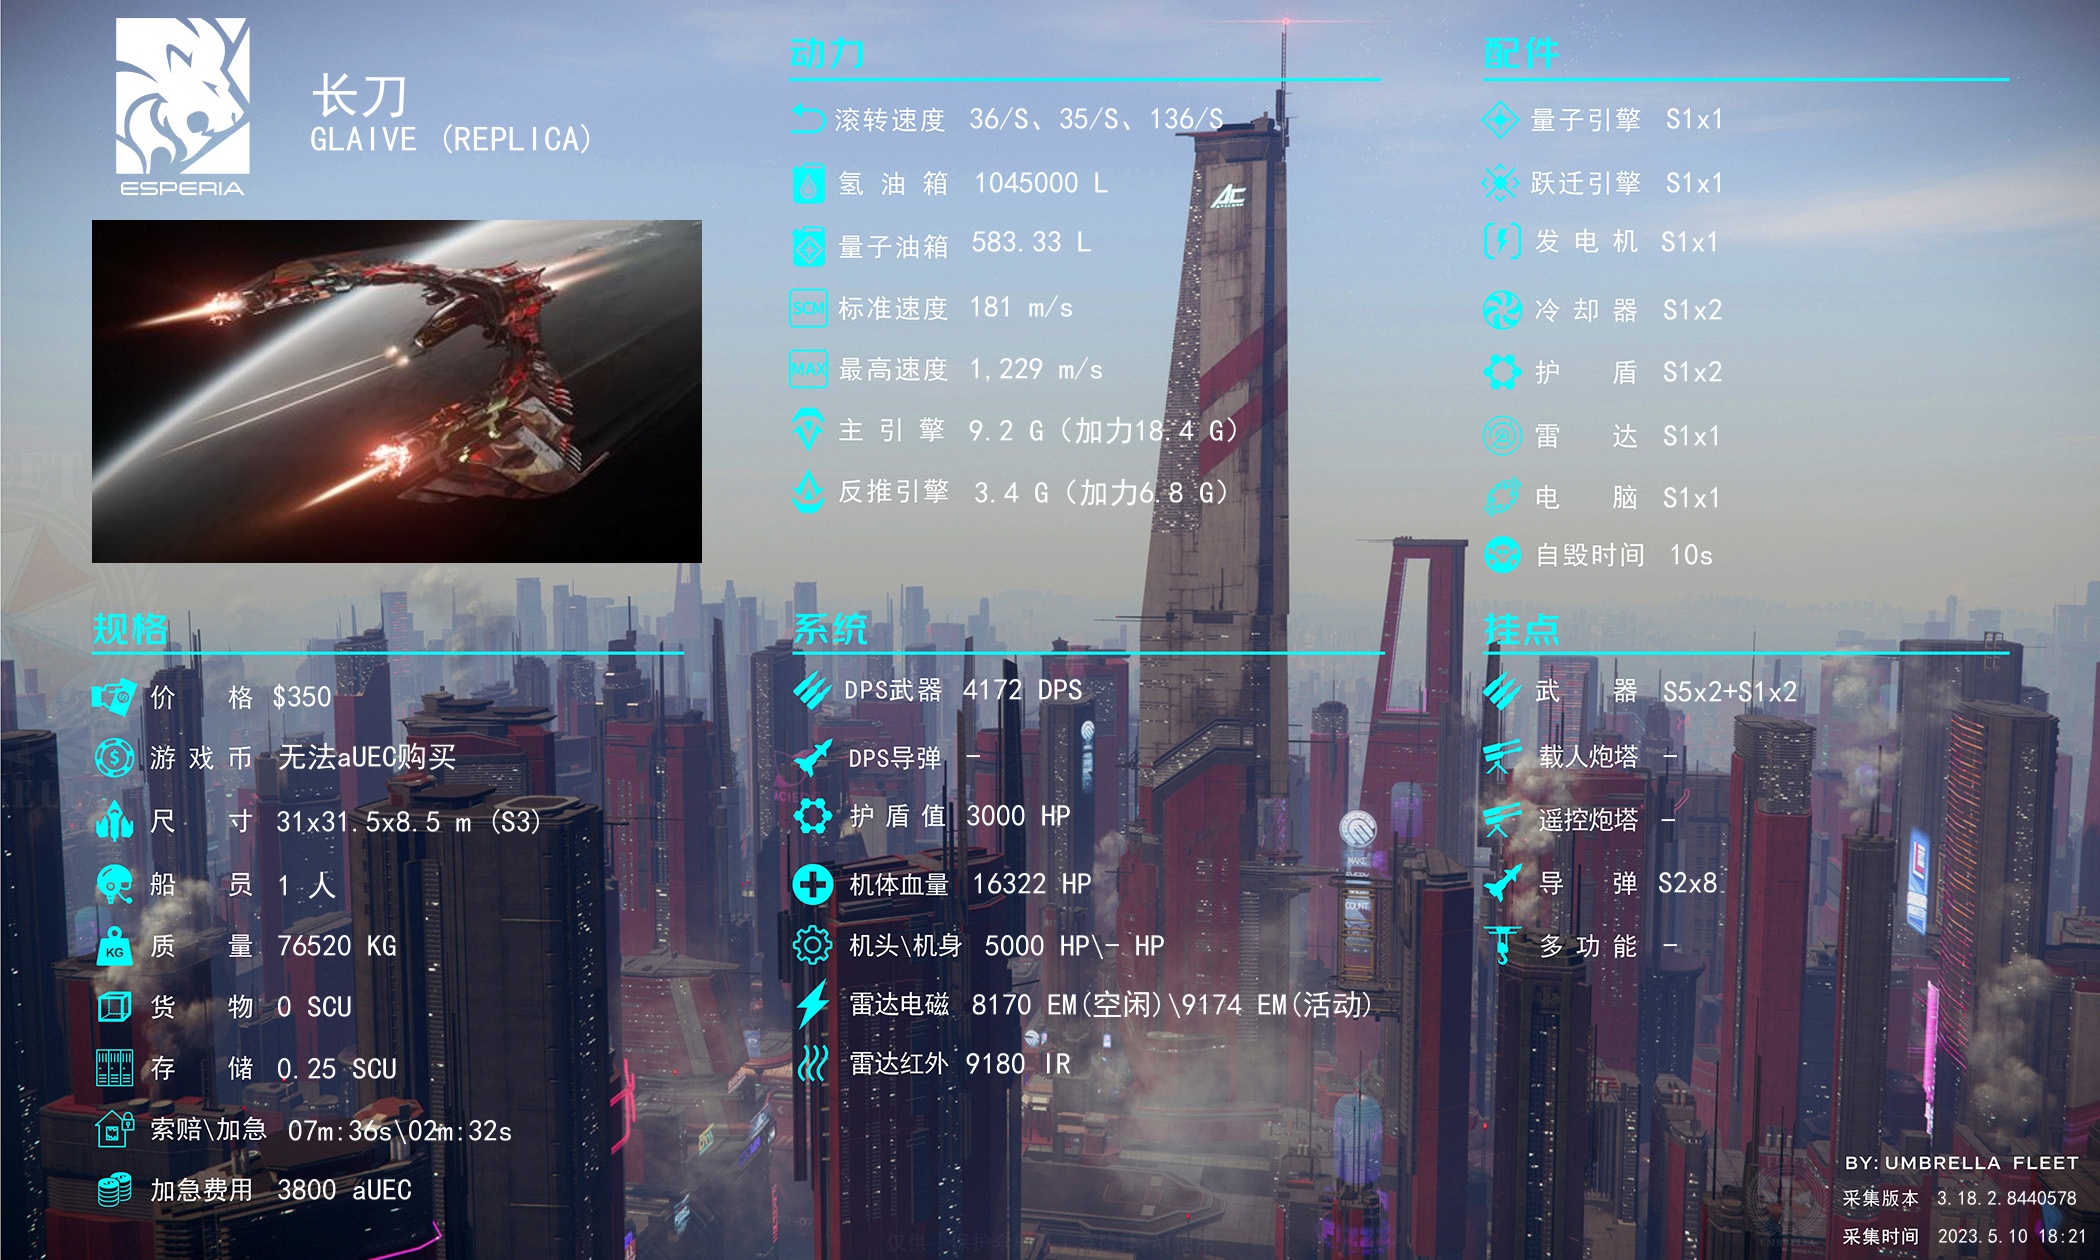 ESPERIA
长刀
GLAIVE (REPLICA)
动力
滚转速度 36/S、35/S、136/S
氢油箱 1045000 L
量子油箱 583.33 L
SCM 标准速度 181 m/s
MAX 最高速度 1,229 m/s
主引擎 9.2 G（加力18.4 G）
反推引擎 3.4 G（加力6.8 G）
配件
量子引擎 S1x1
跃迁引擎 S1x1
发电机 S1x1
冷却器 S1x2
护盾 S1x2
雷达 S1x1
电脑 S1x1
自毁时间 10s
规格
价格 $350
游戏币 无法aUEC购买
尺寸 31x31.5x8.5 m (S3)
船员 1 人
KG 质量 76520 KG
货物 0 SCU
存储 0.25 SCU
索赔\加急 07m:36s\02m:32s
加急费用 3800 aUEC
系统
DPS武器 4172 DPS
DPS导弹 -
护盾值 3000 HP
机体血量 16322 HP
机头\机身 5000 HP\- HP
雷达电磁 8170 EM(空闲)\9174 EM(活动)
雷达红外 9180 IR
挂点
武器 S5x2+S1x2
载人炮塔 -
遥控炮塔 -
导弹 S2x8
多功能 -
AC
MAKE
EVERY
COUNT
BY: UMBRELLA FLEET
采集版本 3.18.2.8440578
采集时间 2023.5.10 18:21